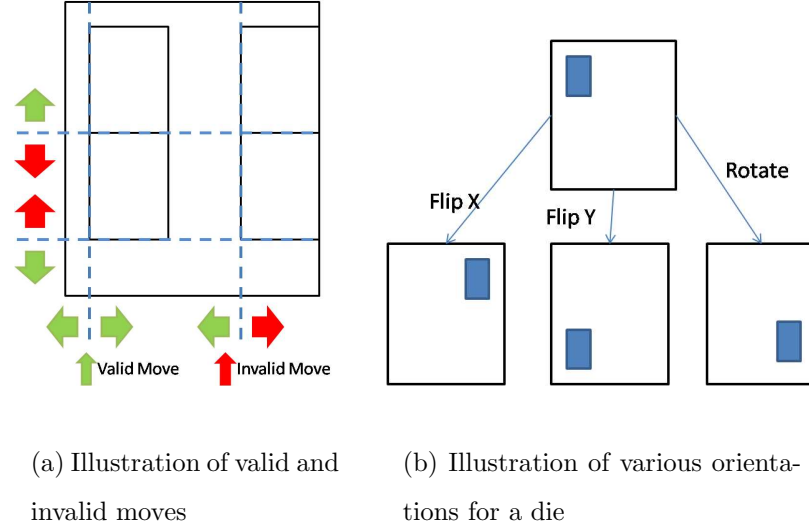 Valid Move
Invalid Move
Flip X
Flip Y
Rotate
(a) Illustration of valid and
invalid moves
(b) Illustration of various orienta-
tions for a die